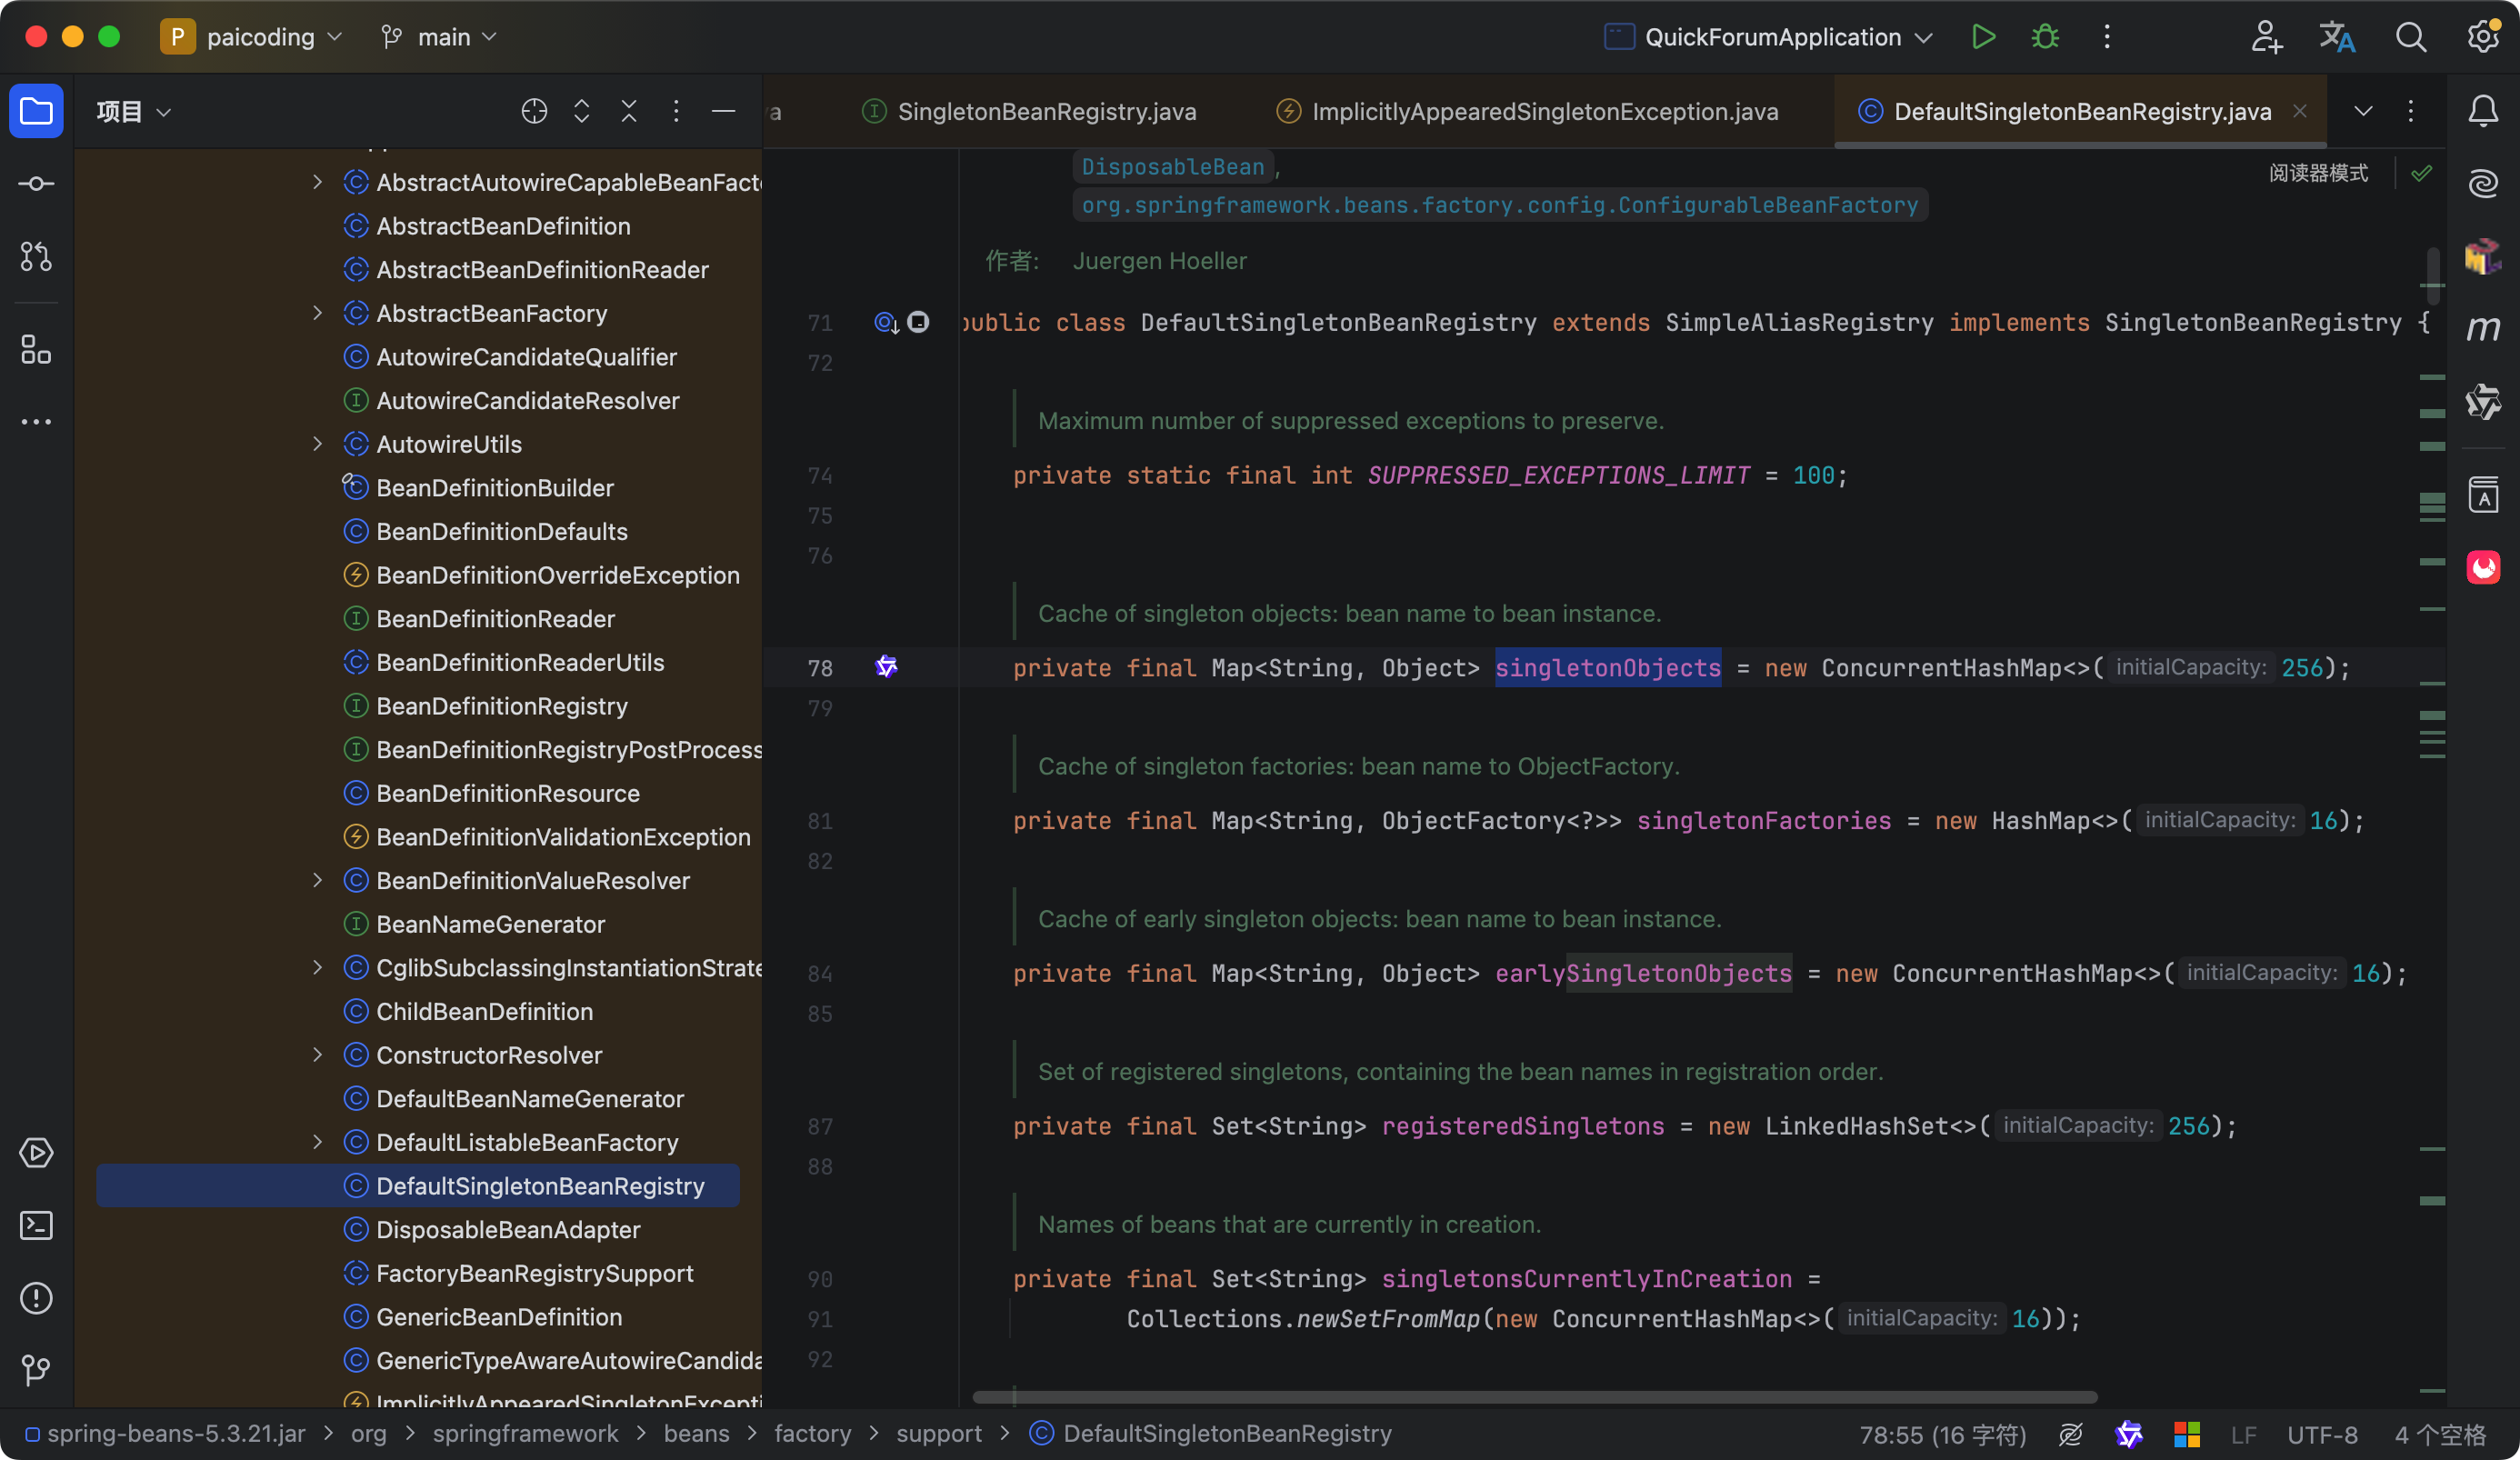 P paicoding main QuickForumApplication
项目
SingletonBeanRegistry.java ImplicitlyAppearedSingletonException.java DefaultSingletonBeanRegistry.java
AbstractAutowireCapableBeanFact
AbstractBeanDefinition
AbstractBeanDefinitionReader
AbstractBeanFactory
AutowireCandidateQualifier
AutowireCandidateResolver
AutowireUtils
BeanDefinitionBuilder
BeanDefinitionDefaults
BeanDefinitionOverrideException
BeanDefinitionReader
BeanDefinitionReaderUtils
BeanDefinitionRegistry
BeanDefinitionRegistryPostProcess
BeanDefinitionResource
BeanDefinitionValidationException
BeanDefinitionValueResolver
BeanNameGenerator
CglibSubclassingInstantiationStrate
ChildBeanDefinition
ConstructorResolver
DefaultBeanNameGenerator
DefaultListableBeanFactory
DefaultSingletonBeanRegistry
DisposableBeanAdapter
FactoryBeanRegistrySupport
GenericBeanDefinition
GenericTypeAwareAutowireCandida
ImplicitlyAppearedSingletonExcepti
DisposableBean,
阅读器模式
org.springframework.beans.factory.config.ConfigurableBeanFactory
作者: Juergen Hoeller
71 public class DefaultSingletonBeanRegistry extends SimpleAliasRegistry implements SingletonBeanRegistry {
72
Maximum number of suppressed exceptions to preserve.
74 private static final int SUPPRESSED_EXCEPTIONS_LIMIT = 100;
75
76
Cache of singleton objects: bean name to bean instance.
78 private final Map<String, Object> singletonObjects = new ConcurrentHashMap<>( initialCapacity: 256);
79
Cache of singleton factories: bean name to ObjectFactory.
81 private final Map<String, ObjectFactory<?>> singletonFactories = new HashMap<>( initialCapacity: 16);
82
Cache of early singleton objects: bean name to bean instance.
84 private final Map<String, Object> earlySingletonObjects = new ConcurrentHashMap<>( initialCapacity: 16);
85
Set of registered singletons, containing the bean names in registration order.
87 private final Set<String> registeredSingletons = new LinkedHashSet<>( initialCapacity: 256);
88
Names of beans that are currently in creation.
90 private final Set<String> singletonsCurrentlyInCreation =
91 Collections.newSetFromMap(new ConcurrentHashMap<>( initialCapacity: 16));
92
spring-beans-5.3.21.jar > org > springframework > beans > factory > support > DefaultSingletonBeanRegistry 78:55 (16 字符) LF UTF-8 4 个空格